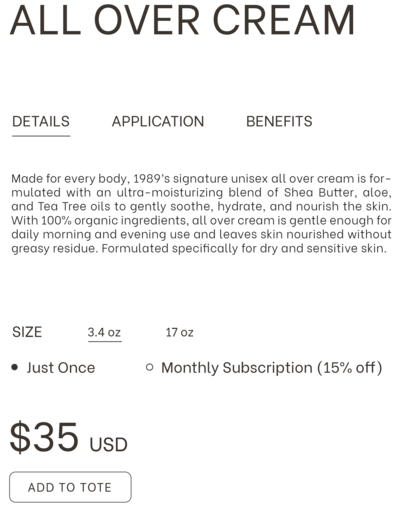 ALL OVER CREAM
DETAILS APPLICATION BENEFITS
Made for every body, 1989's signature unisex all over cream is for-
mulated with an ultra-moisturizing blend of Shea Butter, aloe,
and Tea Tree oils to gently soothe, hydrate, and nourish the skin.
With 100% organic ingredients, all over cream is gentle enough for
daily morning and evening use and leaves skin nourished without
greasy residue. Formulated specifically for dry and sensitive skin.
SIZE 3.4 oz 17 oz
Just Once Monthly Subscription (15% off)
$35 USD
ADD TO TOTE